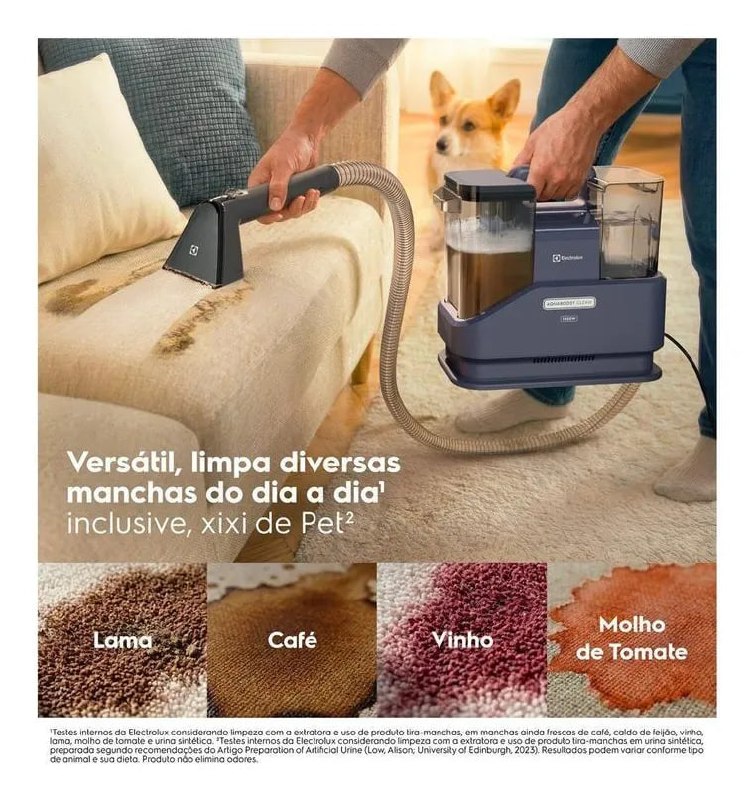 Electrolux
AQUABOOST CLEAN
1600W
Versátil, limpa diversas
manchas do dia a dia¹
inclusive, xixi de Pet²
Lama
Café
Vinho
Molho
de Tomate
¹Testes internos da Electrolux considerando limpeza com a extratora e uso de produto tira-manchas, em manchas ainda frescas de café, caldo de feijão, vinho,
lama, molho de tomate e urina sintética. ²Testes internos da Electrolux considerando limpeza com a extratora e uso de produto tira-manchas em urina sintética,
preparada segundo recomendações do Artigo Preparation of Artificial Urine (Low, Alison; University of Edinburgh, 2023). Resultados podem variar conforme tipo
de animal e sua dieta. Produto não elimina odores.